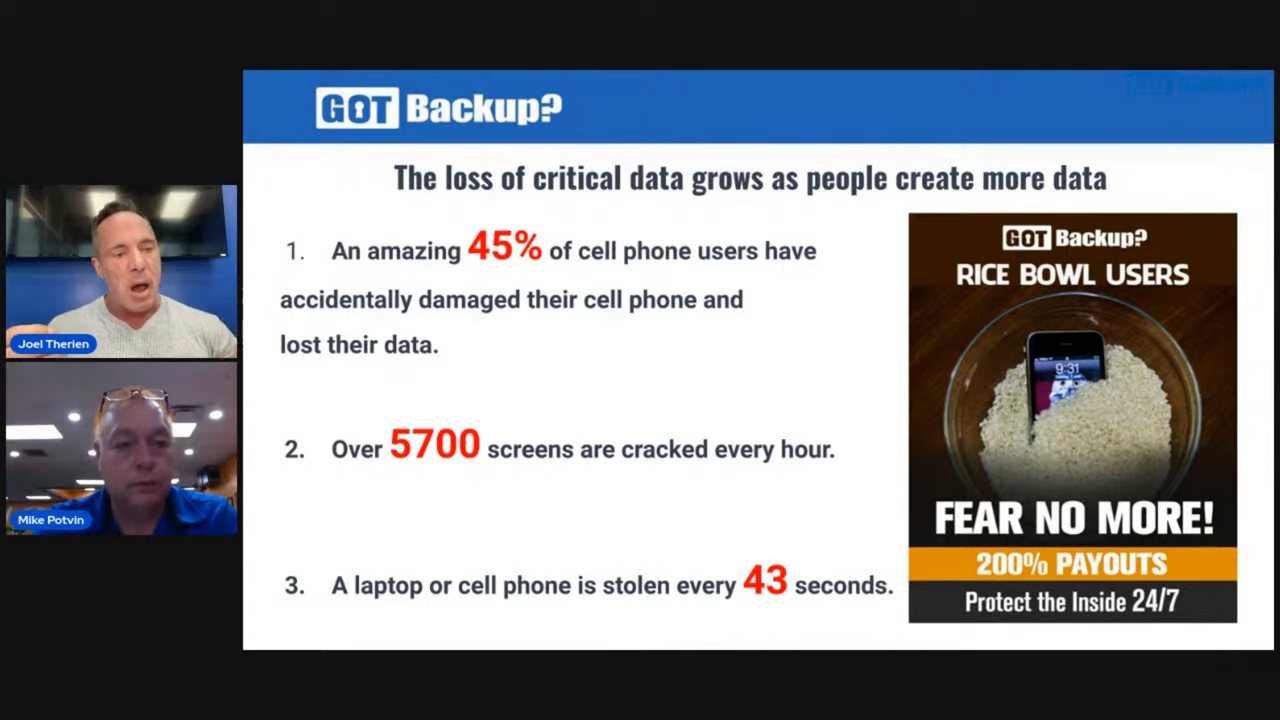 GOT Backup?
The loss of critical data grows as people create more data
1. An amazing 45% of cell phone users have
accidentally damaged their cell phone and
lost their data.
2. Over 5700 screens are cracked every hour.
3. A laptop or cell phone is stolen every 43 seconds.
GOT Backup?
RICE BOWL USERS
9:31
FEAR NO MORE!
200% PAYOUTS
Protect the Inside 24/7
Joel Therien
Mike Potvin